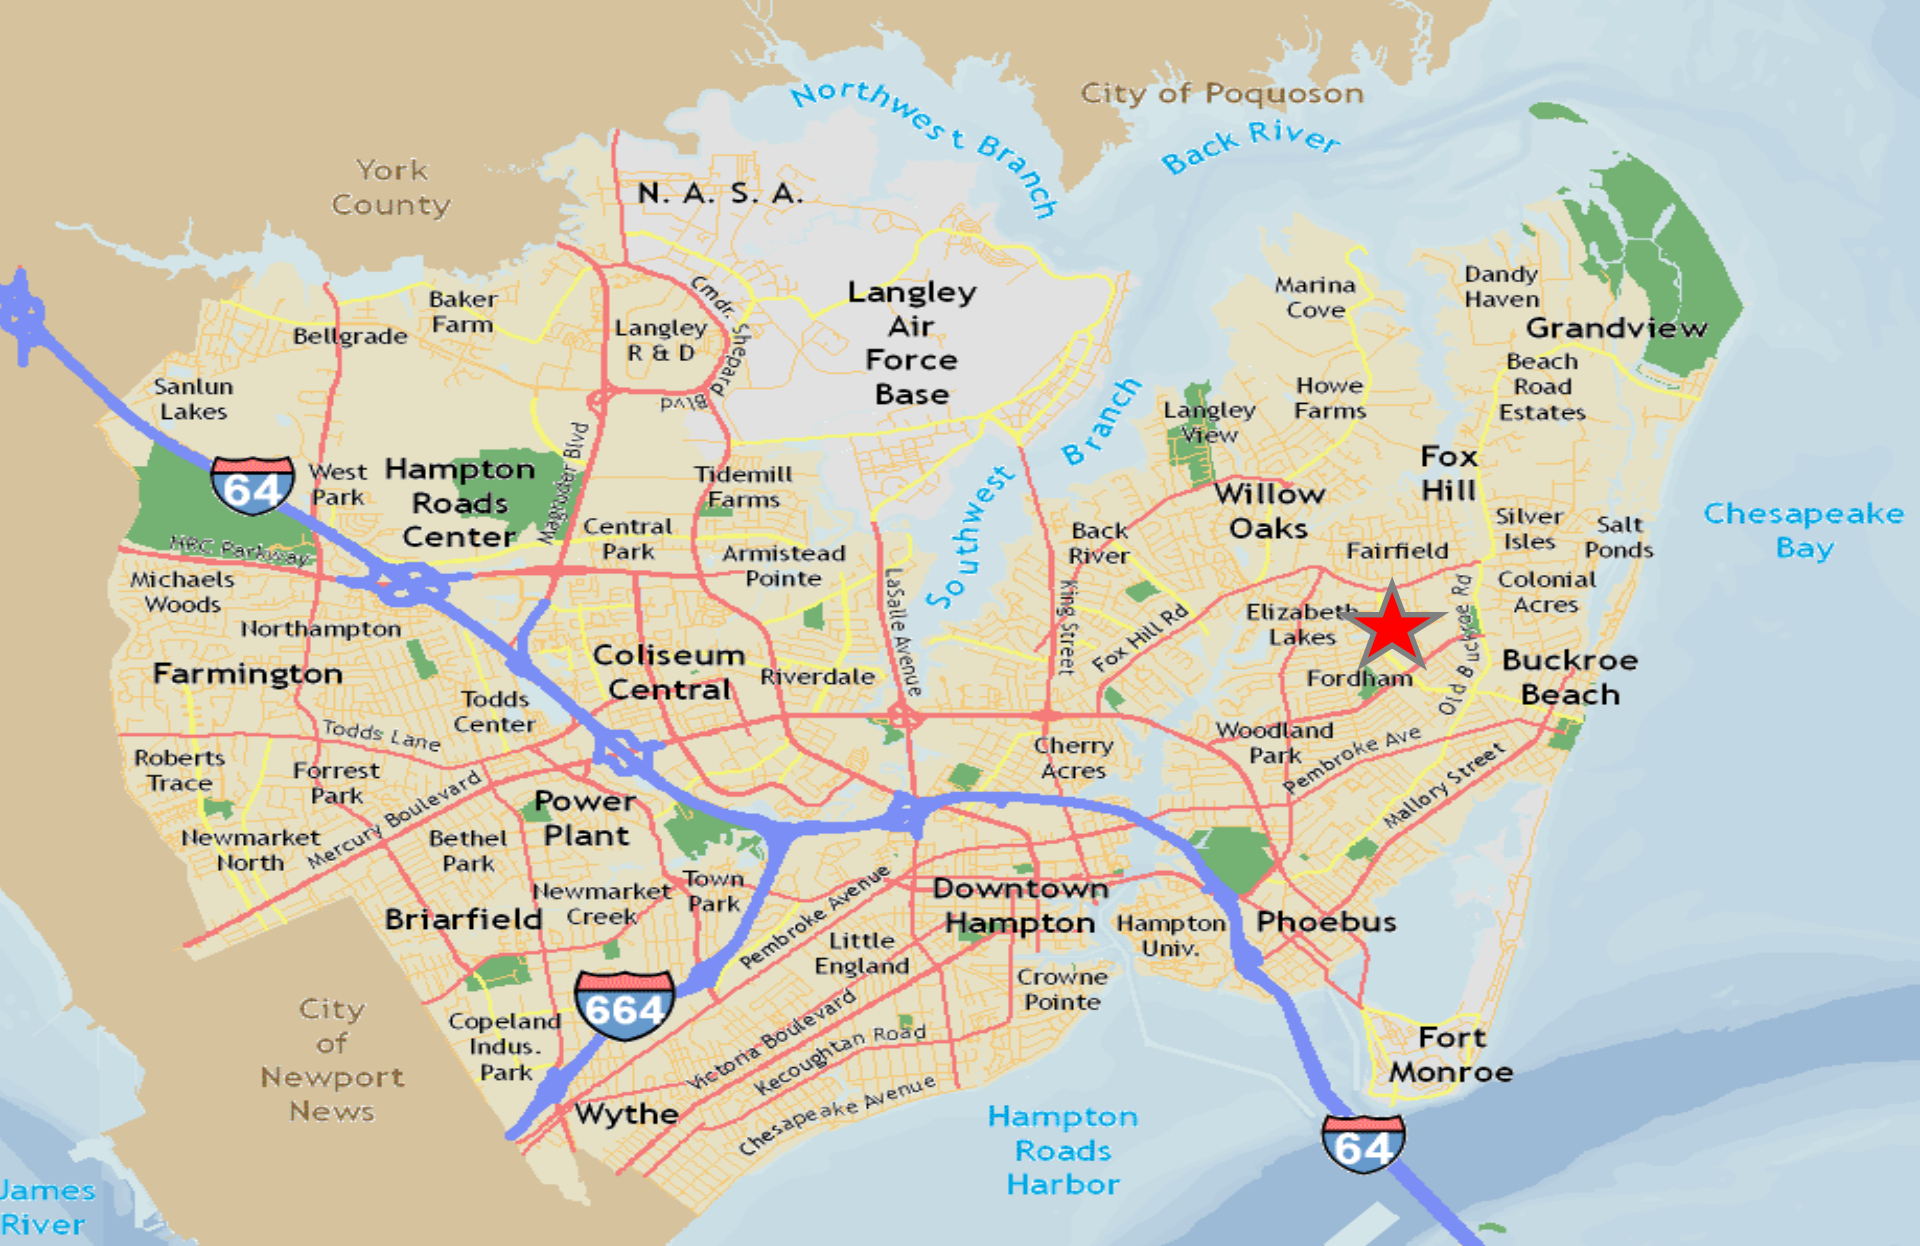 City of Poquoson
Northwest Branch
Back River
York
County
N. A. S. A.
Marina
Cove
Dandy
Haven
Grandview
Baker
Farm
Bellgrade
Langley
R & D
Cmdr. Shepard
Blvd
Langley
Air
Force
Base
Beach
Road
Estates
Sanlun
Lakes
Howe
Farms
Langley
View
Southwest Branch
Fox
Hill
64
West
Park
Hampton
Roads
Center
Magruder Blvd
Tidemill
Farms
Willow
Oaks
Silver
Isles
Salt
Ponds
Chesapeake
Bay
HRC Parkway
Central
Park
Armistead
Pointe
Back
River
Fairfield
Michaels
Woods
Northampton
LaSalle Avenue
King Street
Fox Hill Rd
Elizabeth
Lakes
Old Buckroe Rd
Colonial
Acres
Farmington
Coliseum
Central
Riverdale
Fordham
Buckroe
Beach
Todds
Center
Todds Lane
Woodland
Park
Pembroke Ave
Cherry
Acres
Roberts
Trace
Forrest
Park
Mercury Boulevard
Power
Plant
Mallory Street
Newmarket
North
Bethel
Park
Newmarket
Creek
Town
Park
Pembroke Avenue
Downtown
Hampton
Briarfield
Hampton
Univ.
Phoebus
Little
England
Crowne
Pointe
664
City
of
Newport
News
Copeland
Indus.
Park
Victoria Boulevard
Kecoughtan Road
Chesapeake Avenue
Fort
Monroe
Wythe
Hampton
Roads
Harbor
64
James
River